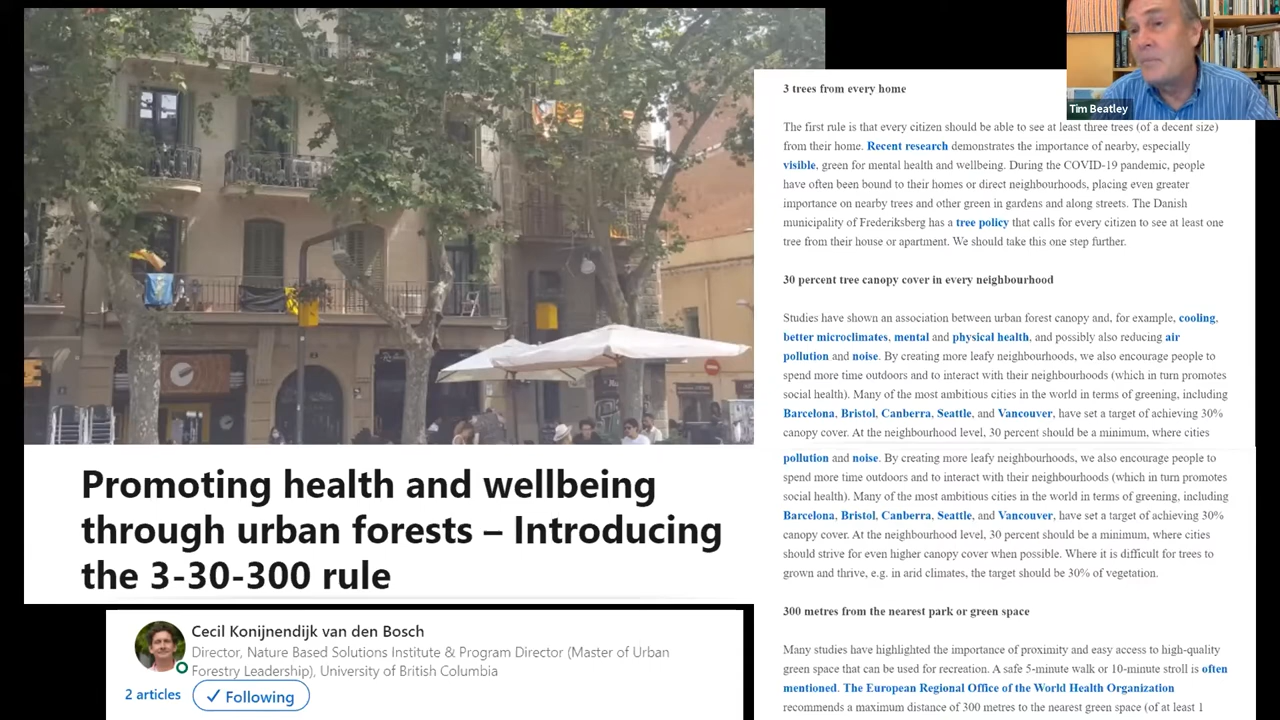 Tim Beatley
Promoting health and wellbeing
through urban forests – Introducing
the 3-30-300 rule
Cecil Konijnendijk van den Bosch
Director, Nature Based Solutions Institute & Program Director (Master of Urban
Forestry Leadership), University of British Columbia
2 articles
✓ Following
3 trees from every home
The first rule is that every citizen should be able to see at least three trees (of a decent size)
from their home. Recent research demonstrates the importance of nearby, especially
visible, green for mental health and wellbeing. During the COVID-19 pandemic, people
have often been bound to their homes or direct neighbourhoods, placing even greater
importance on nearby trees and other green in gardens and along streets. The Danish
municipality of Frederiksberg has a tree policy that calls for every citizen to see at least one
tree from their house or apartment. We should take this one step further.
30 percent tree canopy cover in every neighbourhood
Studies have shown an association between urban forest canopy and, for example, cooling,
better microclimates, mental and physical health, and possibly also reducing air
pollution and noise. By creating more leafy neighbourhoods, we also encourage people to
spend more time outdoors and to interact with their neighbourhoods (which in turn promotes
social health). Many of the most ambitious cities in the world in terms of greening, including
Barcelona, Bristol, Canberra, Seattle, and Vancouver, have set a target of achieving 30%
canopy cover. At the neighbourhood level, 30 percent should be a minimum, where cities
pollution and noise. By creating more leafy neighbourhoods, we also encourage people to
spend more time outdoors and to interact with their neighbourhoods (which in turn promotes
social health). Many of the most ambitious cities in the world in terms of greening, including
Barcelona, Bristol, Canberra, Seattle, and Vancouver, have set a target of achieving 30%
canopy cover. At the neighbourhood level, 30 percent should be a minimum, where cities
should strive for even higher canopy cover when possible. Where it is difficult for trees to
grown and thrive, e.g. in arid climates, the target should be 30% of vegetation.
300 metres from the nearest park or green space
Many studies have highlighted the importance of proximity and easy access to high-quality
green space that can be used for recreation. A safe 5-minute walk or 10-minute stroll is often
mentioned. The European Regional Office of the World Health Organization
recommends a maximum distance of 300 metres to the nearest green space (of at least 1